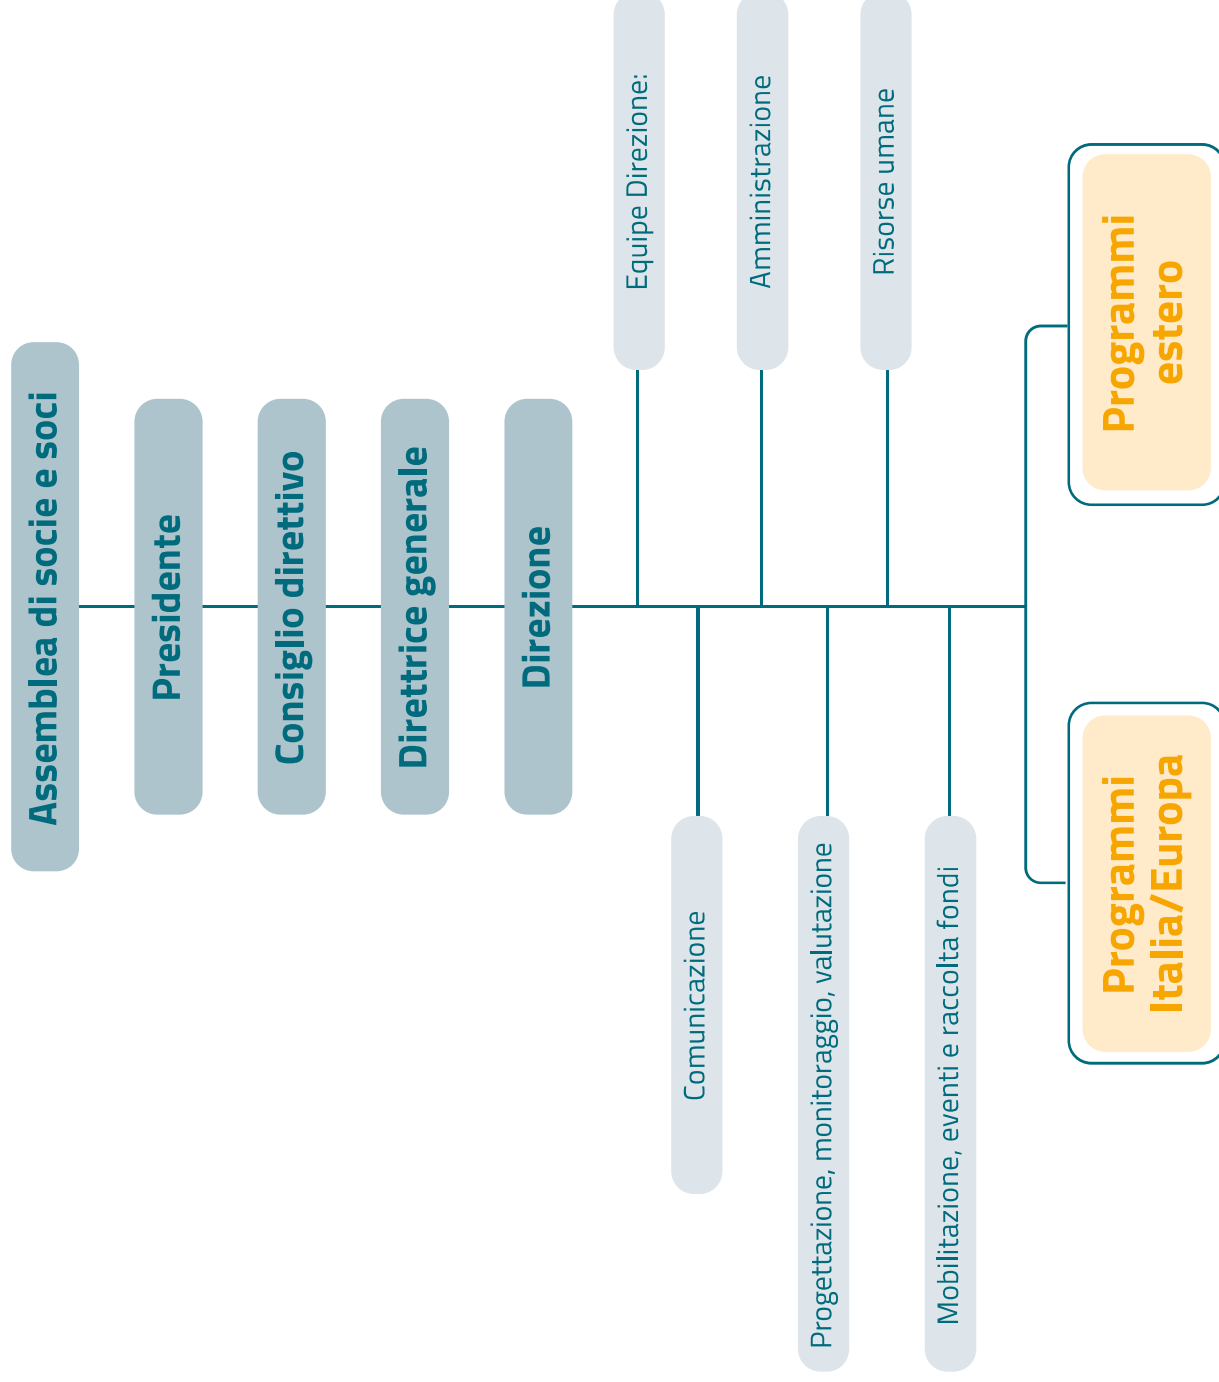 Assemblea di socie e soci
Presidente
Consiglio direttivo
Direttrice generale
Direzione
Equipe Direzione:
Comunicazione
Amministrazione
Progettazione, monitoraggio, valutazione
Risorse umane
Mobilitazione, eventi e raccolta fondi
Programmi
Italia/Europa
Programmi
estero